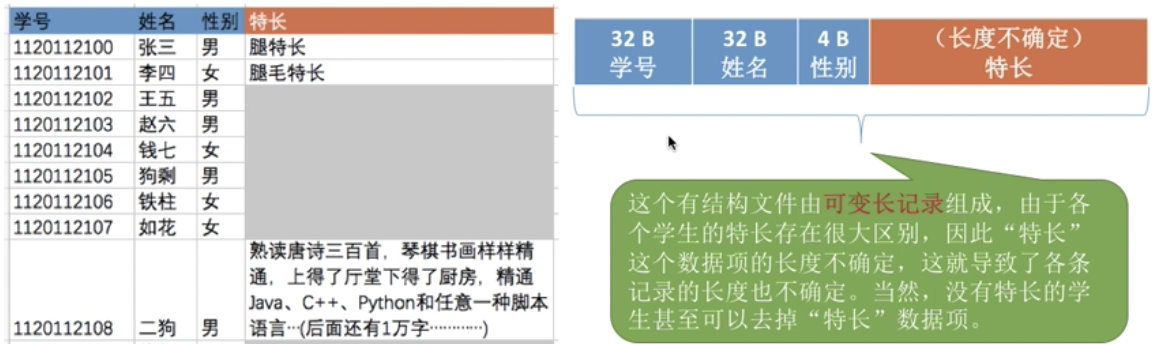 学号 姓名 性别 特长
1120112100 张三 男 腿特长
1120112101 李四 女 腿毛特长
1120112102 王五 男
1120112103 赵六 男
1120112104 钱七 女
1120112105 狗剩 男
1120112106 铁柱 女
1120112107 如花 女
熟读唐诗三百首，琴棋书画样样精
通，上得了厅堂下得了厨房，精通
Java、C++、Python和任意一种脚本
1120112108 二狗 男 语言…(后面还有1万字…………)
32 B 32 B 4 B （长度不确定）
学号 姓名 性别 特长
这个有结构文件由可变长记录组成，由于各
个学生的特长存在很大区别，因此“特长”
这个数据项的长度不确定，这就导致了各条
记录的长度也不确定。当然，没有特长的学
生甚至可以去掉“特长”数据项。